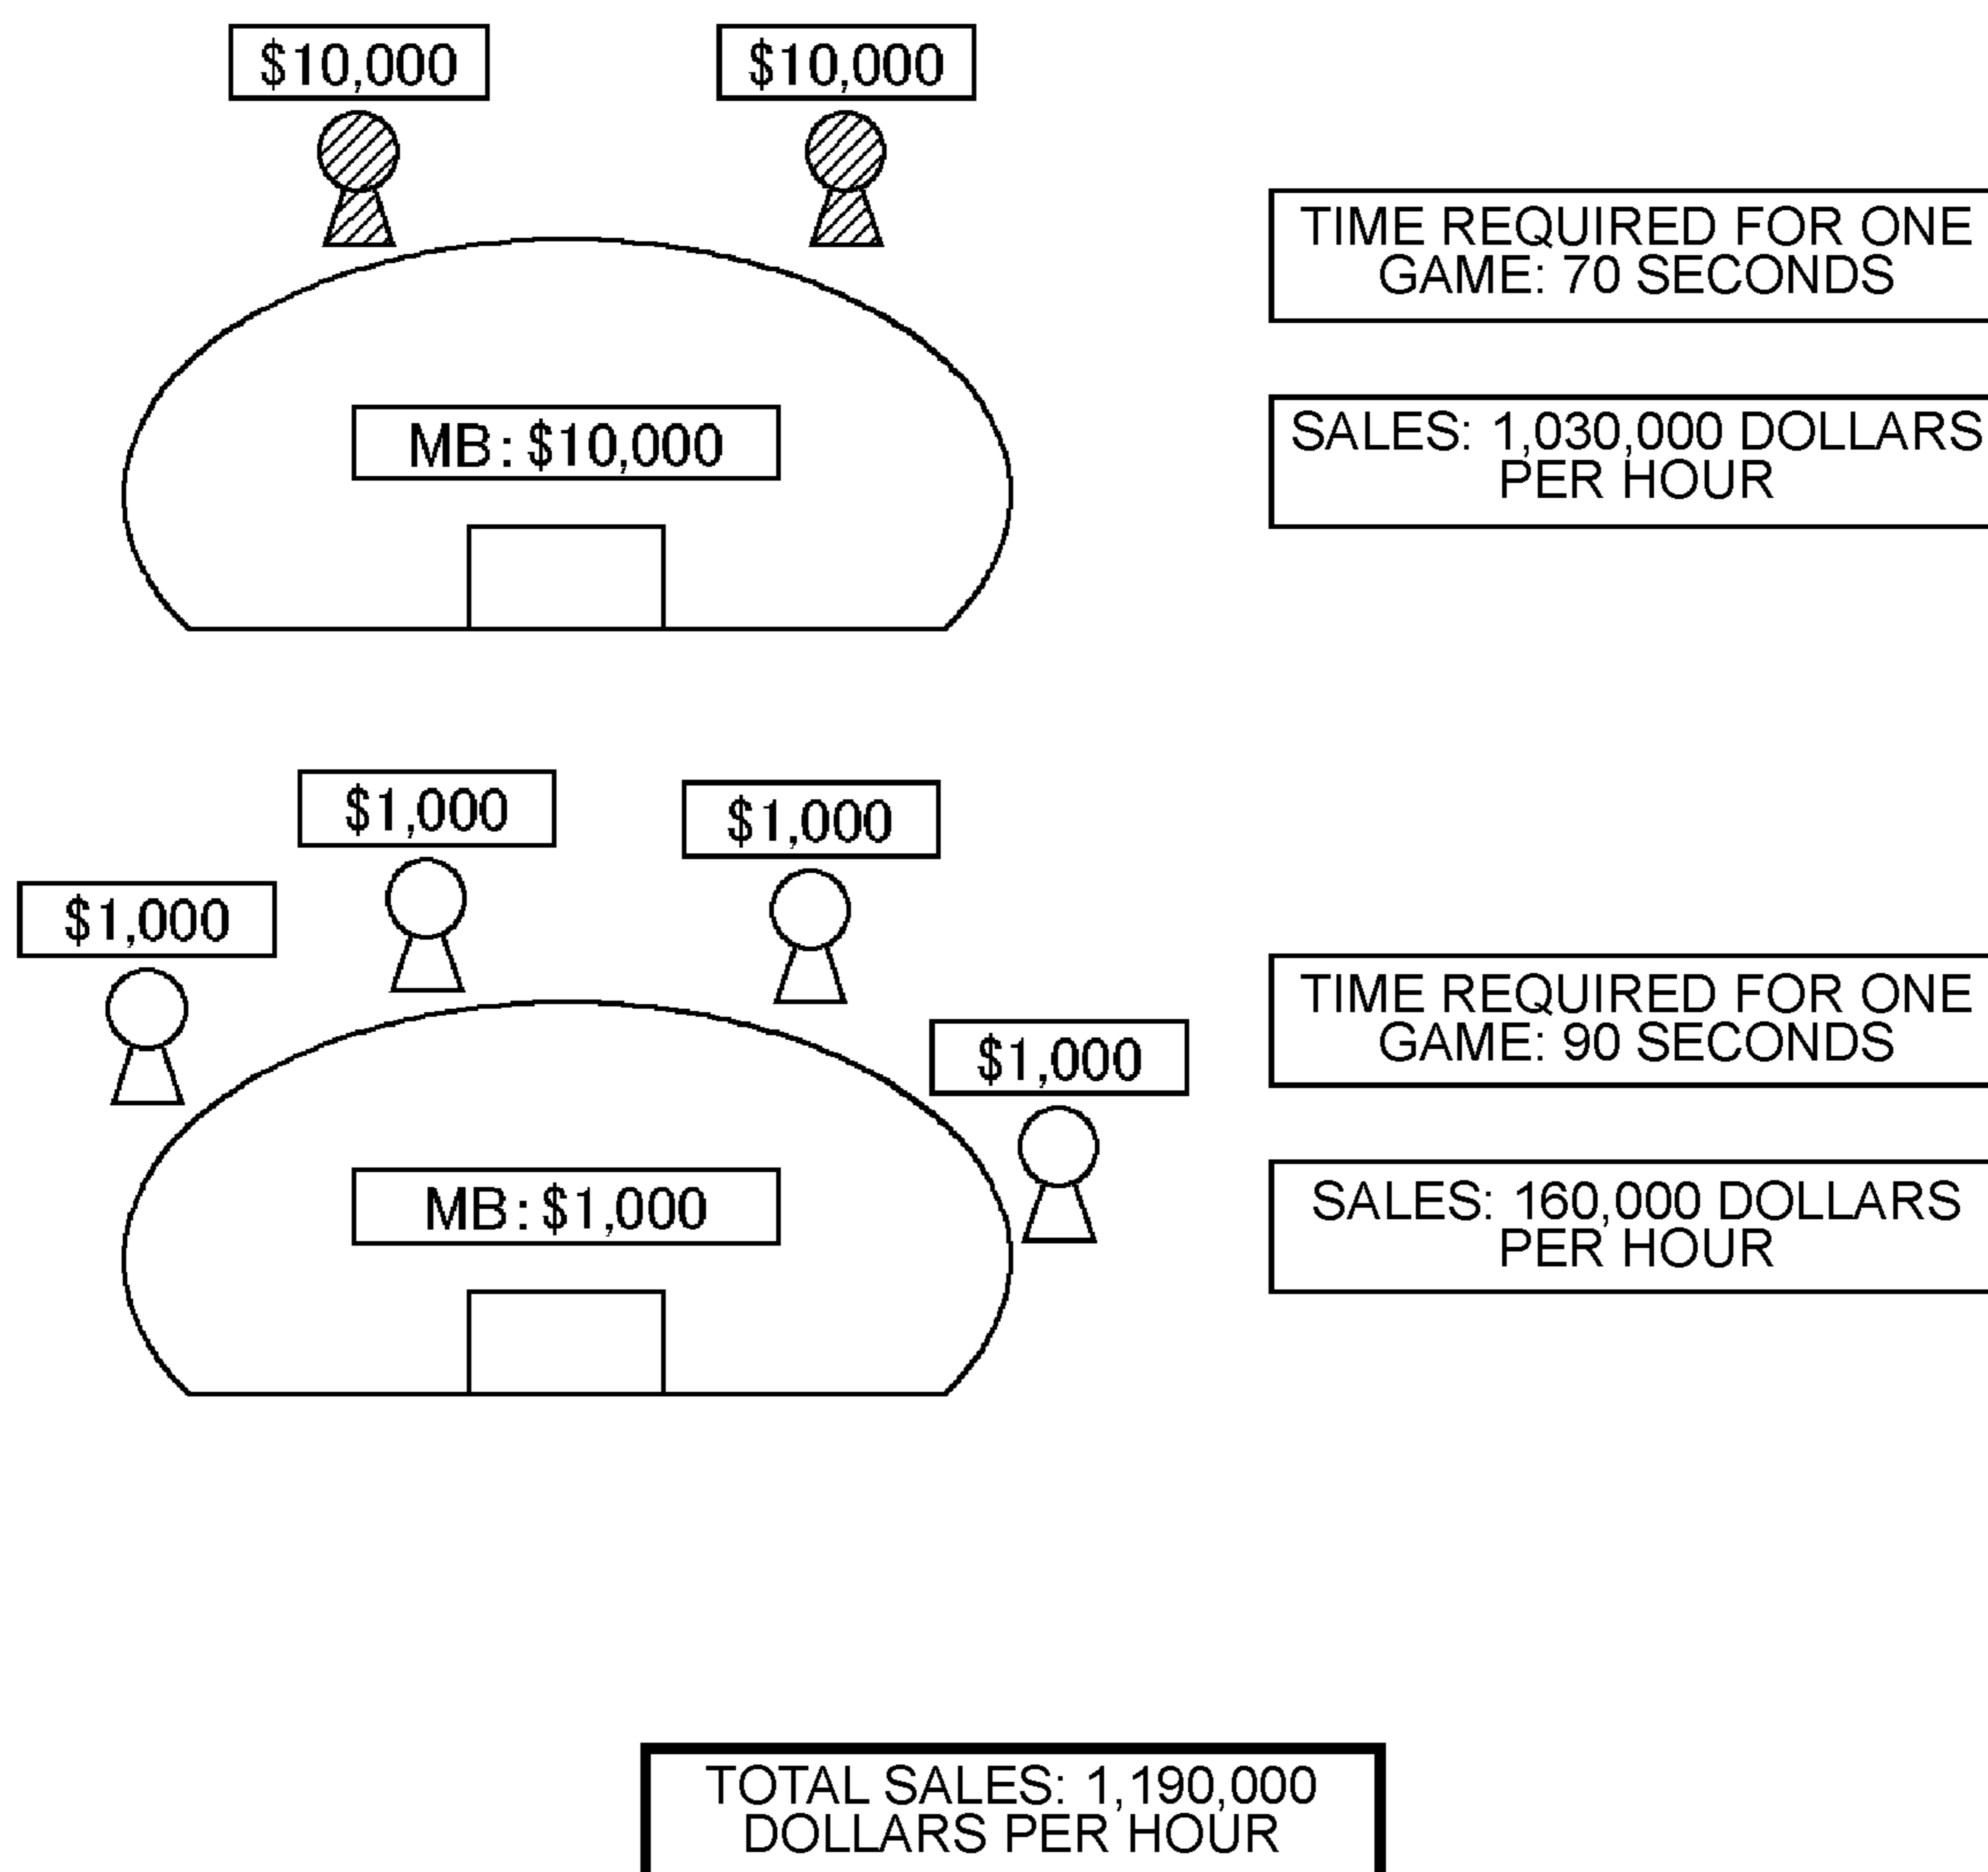 $10,000
$10,000
TIME REQUIRED FOR ONE
GAME: 70 SECONDS
MB: $10,000
SALES: 1,030,000 DOLLARS
PER HOUR
$1,000
$1,000
$1,000
$1,000
TIME REQUIRED FOR ONE
GAME: 90 SECONDS
MB: $1,000
SALES: 160,000 DOLLARS
PER HOUR
TOTAL SALES: 1,190,000
DOLLARS PER HOUR